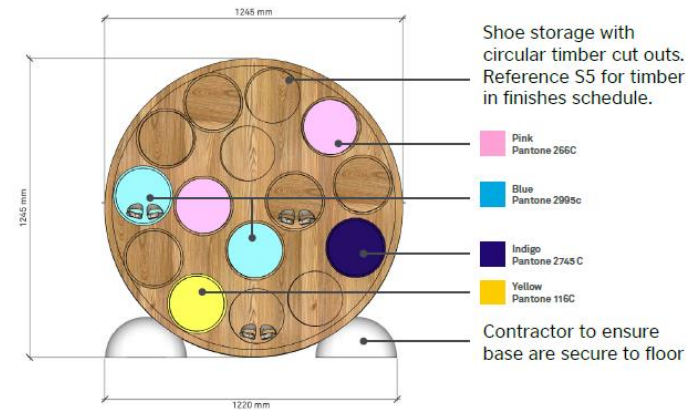 1245 mm
Shoe storage with
circular timber cut outs.
Reference S5 for timber
in finishes schedule.
Pink
Pantone 266C
1245 mm
Blue
Pantone 2995c
Indigo
Pantone 2745 C
Yellow
Pantone 116C
Contractor to ensure
base are secure to floor
1220 mm